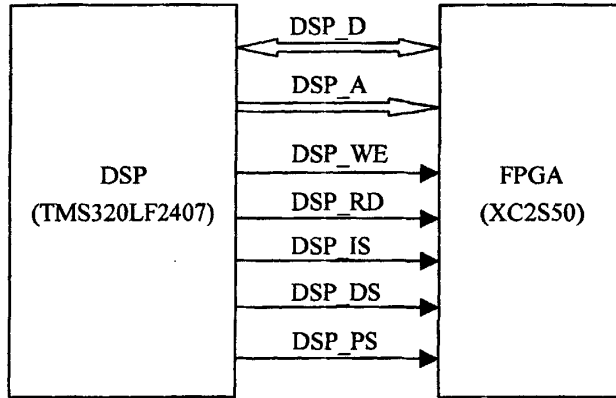 DSP_D
DSP_A
DSP_WE
DSP
(TMS320LF2407)
FPGA
(XC2S50)
DSP_RD
DSP_IS
DSP_DS
DSP_PS